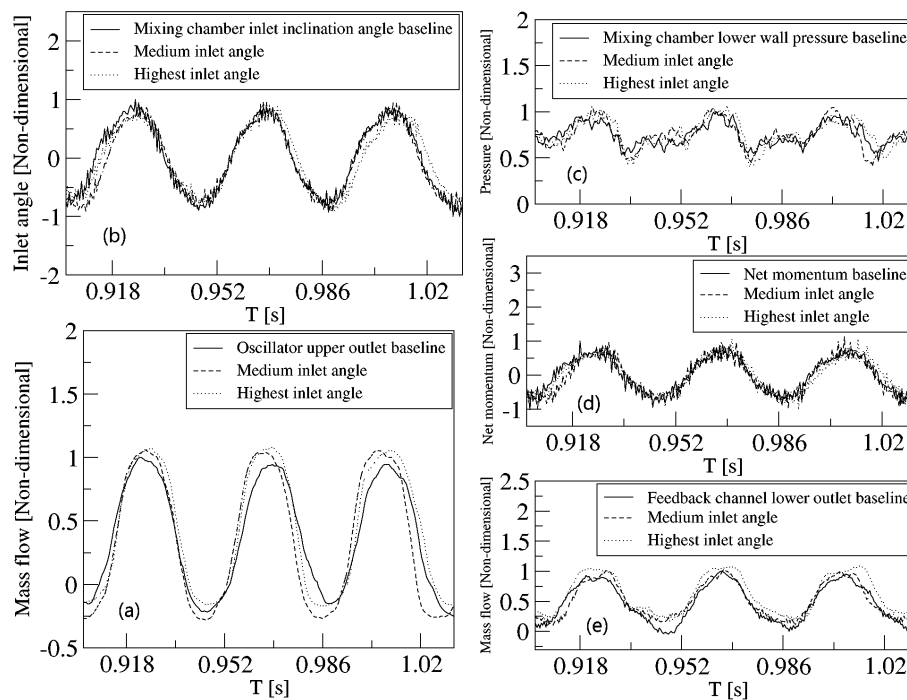 2
1
0
-1
-2
Inlet angle [Non-dimensional]
Mixing chamber inlet inclination angle baseline
Medium inlet angle
Highest inlet angle
(b)
0.918 0.952 0.986 1.02
T [s]
2
1.5
1
0.5
0
-0.5
Mass flow [Non-dimensional]
Oscillator upper outlet baseline
Medium inlet angle
Highest inlet angle
(a)
0.918 0.952 0.986 1.02
T [s]
2
1.5
1
0.5
0
Pressure [Non-dimensional]
Mixing chamber lower wall pressure baseline
Medium inlet angle
Highest inlet angle
(c)
0.918 0.952 0.986 1.02
T [s]
3
2
1
0
-1
Net momentum [Non-dimensional]
Net momentum baseline
Medium inlet angle
Highest inlet angle
(d)
0.918 0.952 0.986 1.02
T [s]
2.5
2
1.5
1
0.5
0
Mass flow [Non-dimensional]
Feedback channel lower outlet baseline
Medium inlet angle
Highest inlet angle
(e)
0.918 0.952 0.986 1.02
T [s]